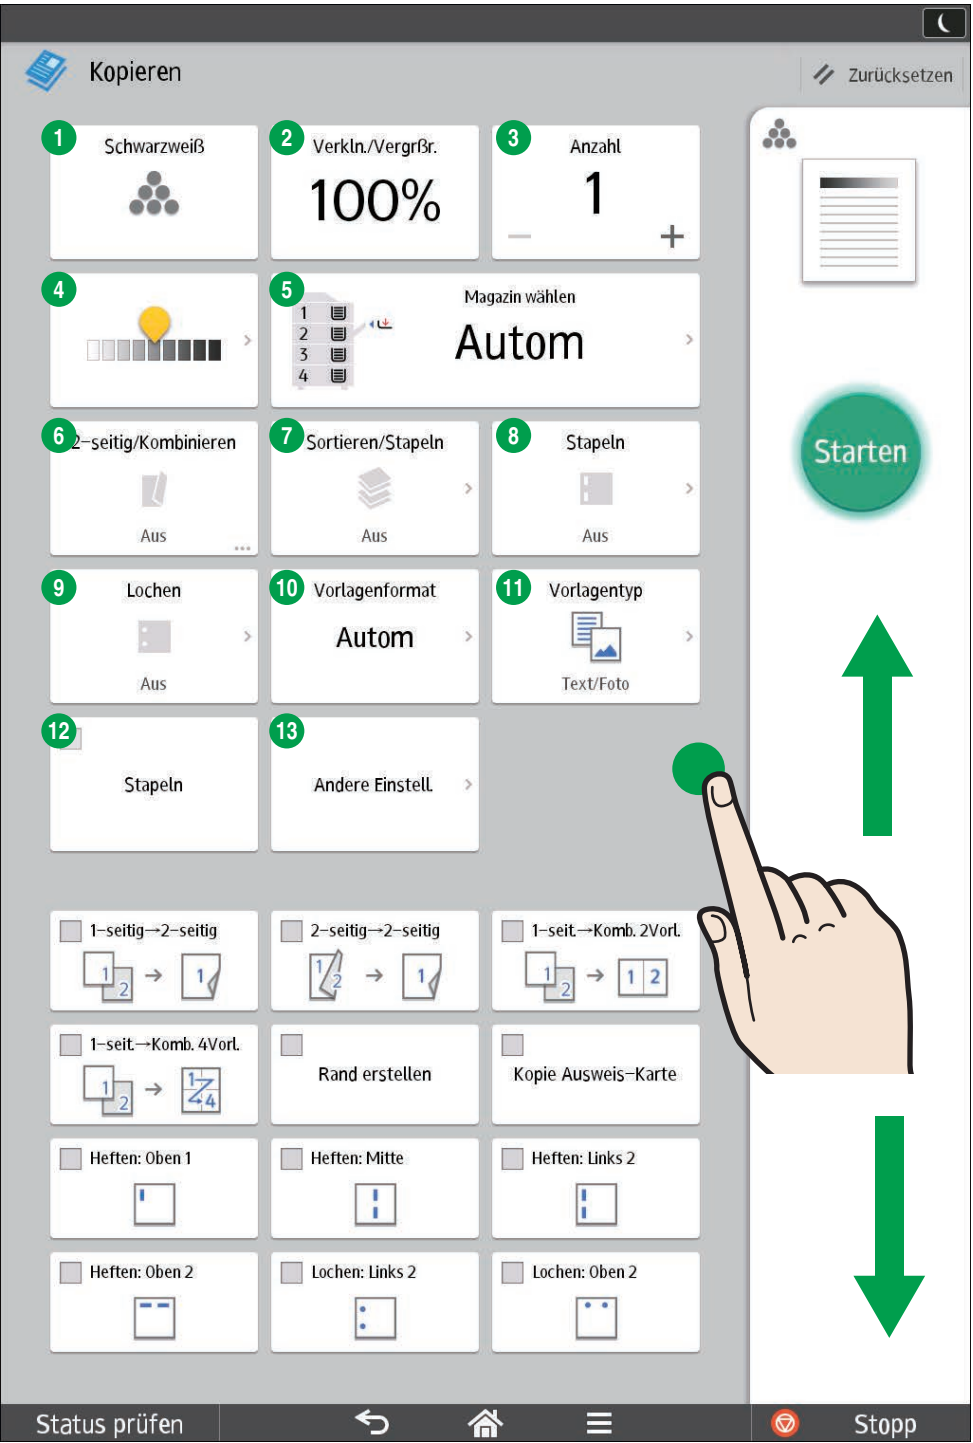 Kopieren
Zurücksetzen
1
Schwarzweiß
2
Verkln./Vergrßr.
100%
3
Anzahl
1
− +
4
5
Magazin wählen
Autom
1
2
3
4
6
2-seitig/Kombinieren
Aus
...
7
Sortieren/Stapeln
Aus
8
Stapeln
Aus
Starten
9
Lochen
Aus
10
Vorlagenformat
Autom
11
Vorlagentyp
Text/Foto
12
Stapeln
13
Andere Einstell.
1-seitig→2-seitig
1 2 → 1
2-seitig→2-seitig
1 2 → 1
1-seit.→Komb. 2Vorl.
1 2 → 1 2
1-seit.→Komb. 4Vorl.
1 2 → 1 4
Rand erstellen
Kopie Ausweis-Karte
Heften: Oben 1
Heften: Mitte
Heften: Links 2
Heften: Oben 2
Lochen: Links 2
Lochen: Oben 2
Status prüfen
Stopp